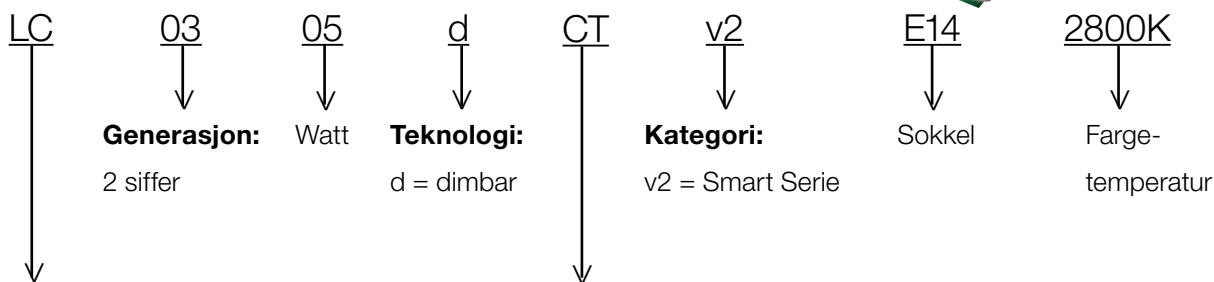 LC 03 05 d CT v2 E14 2800K
Generasjon: Watt Teknologi: Kategori: Sokkel Farge-
2 siffer d = dimbar v2 = Smart Serie temperatur